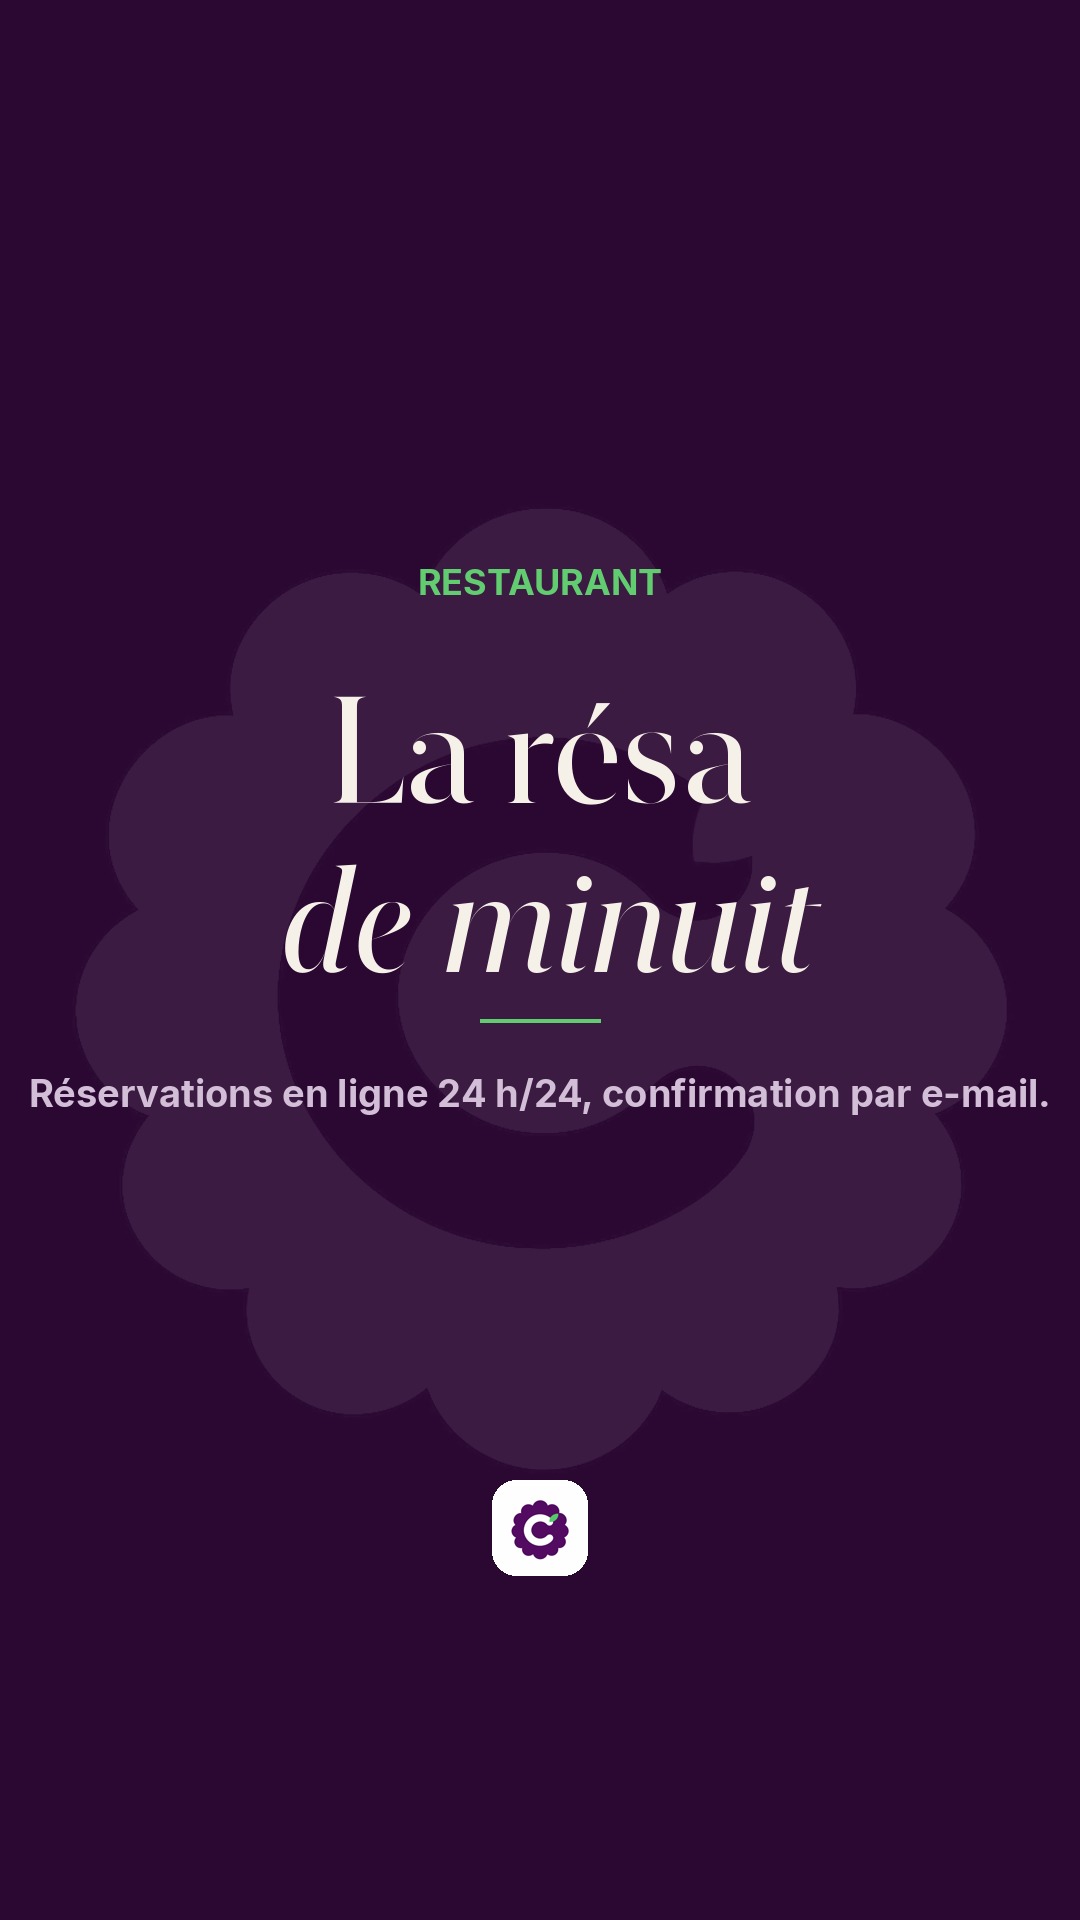 RESTAURANT
La résa
de minuit
Réservations en ligne 24 h/24, confirmation par e-mail.